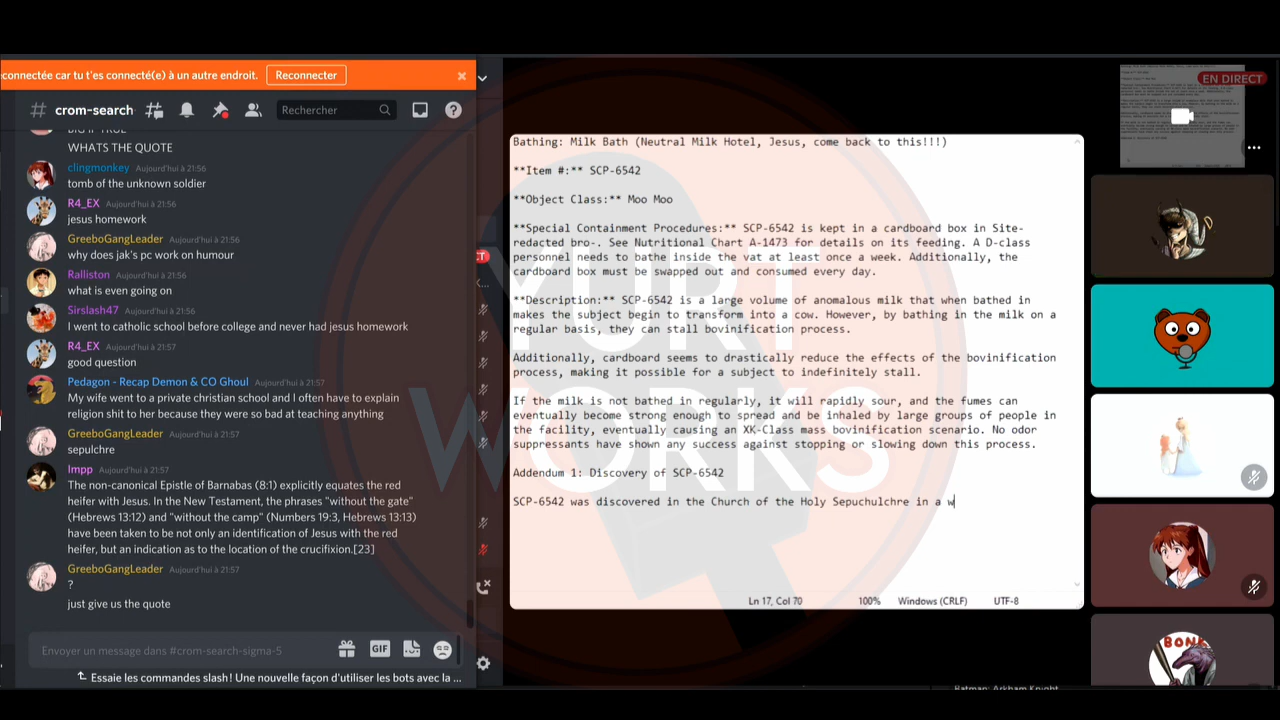 onnectée car tu t'es connecté(e) à un autre endroit.
Reconnecter
crom-search
Rechercher
BIG IF TRUE
WHATS THE QUOTE
clingmonkey Aujourd'hui à 21:56
tomb of the unknown soldier
R4_EX Aujourd'hui à 21:56
jesus homework
GreeboGangLeader Aujourd'hui à 21:56
why does jak's pc work on humour
Ralliston Aujourd'hui à 21:56
what is even going on
Sirslash47 Aujourd'hui à 21:56
I went to catholic school before college and never had jesus homework
R4_EX Aujourd'hui à 21:57
good question
Pedagon - Recap Demon & CO Ghoul Aujourd'hui à 21:57
My wife went to a private christian school and I often have to explain
religion shit to her because they were so bad at teaching anything
GreeboGangLeader Aujourd'hui à 21:57
sepulchre
Impp Aujourd'hui à 21:57
The non-canonical Epistle of Barnabas (8:1) explicitly equates the red
heifer with Jesus. In the New Testament, the phrases "without the gate"
(Hebrews 13:12) and "without the camp" (Numbers 19:3, Hebrews 13:13)
have been taken to be not only an identification of Jesus with the red
heifer, but an indication as to the location of the crucifixion.[23]
GreeboGangLeader Aujourd'hui à 21:57
?
just give us the quote
Envoyer un message dans #crom-search-sigma-5
GIF
Essaie les commandes slash! Une nouvelle façon d'utiliser les bots avec la ...
CT
Bathing: Milk Bath (Neutral Milk Hotel, Jesus, come back to this!!!)
**Item #:** SCP-6542
**Object Class:** Moo Moo
**Special Containment Procedures:** SCP-6542 is kept in a cardboard box in Site-
redacted bro-. See Nutritional Chart A-1473 for details on its feeding. A D-class
personnel needs to bathe inside the vat at least once a week. Additionally, the
cardboard box must be swapped out and consumed every day.
**Description:** SCP-6542 is a large volume of anomalous milk that when bathed in
makes the subject begin to transform into a cow. However, by bathing in the milk on a
regular basis, they can stall bovinification process.
Additionally, cardboard seems to drastically reduce the effects of the bovinification
process, making it possible for a subject to indefinitely stall.
If the milk is not bathed in regularly, it will rapidly sour, and the fumes can
eventually become strong enough to spread and be inhaled by large groups of people in
the facility, eventually causing an XK-Class mass bovinification scenario. No odor
suppressants have shown any success against stopping or slowing down this process.
Addendum 1: Discovery of SCP-6542
SCP-6542 was discovered in the Church of the Holy Sepuchulchre in a w
Ln 17, Col 70
100%
Windows (CRLF)
UTF-8
YURT
WORKS
EN DIRECT
BONK
Batman: Arkham Knight